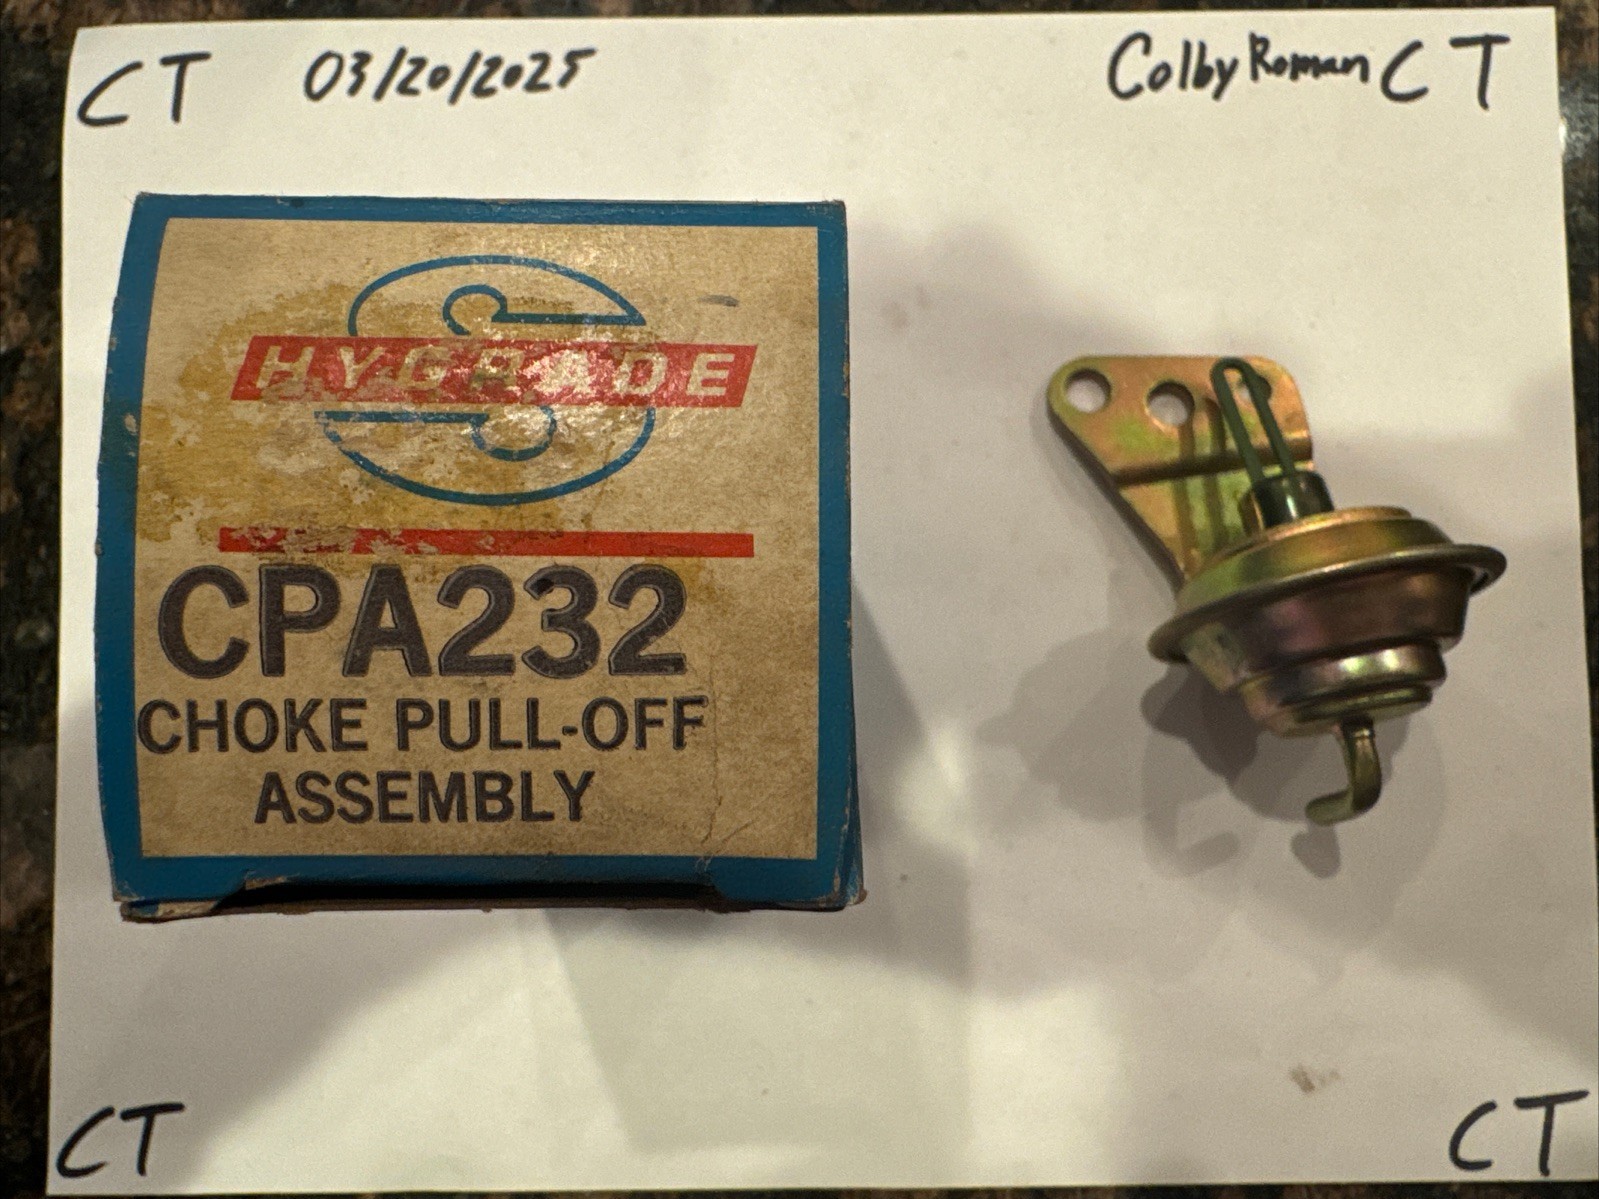 CT 03/20/2025 Colby Roman CT
HYGRADE
CPA232
CHOKE PULL-OFF
ASSEMBLY
CT CT